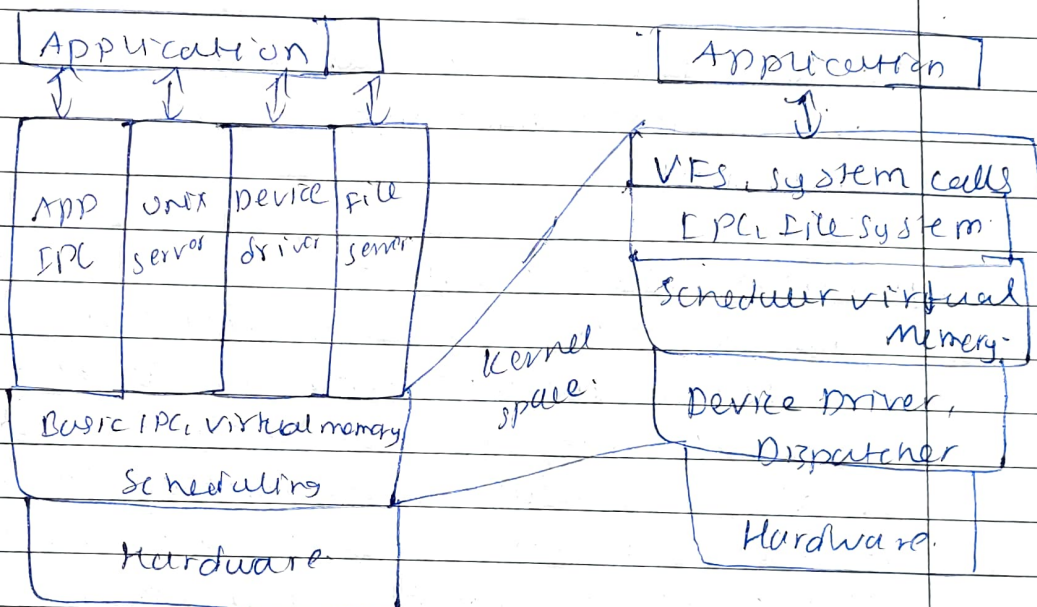 Application
APP
IPC
UNIX
server
Device
driver
File
server
Basic IPC, virtual memory,
Scheduling
Hardware
Kernel
space.
Application
VFS, system calls
IPC, File system
Scheduler virtual
Memory.
Device Driver,
Dispatcher
Hardware.